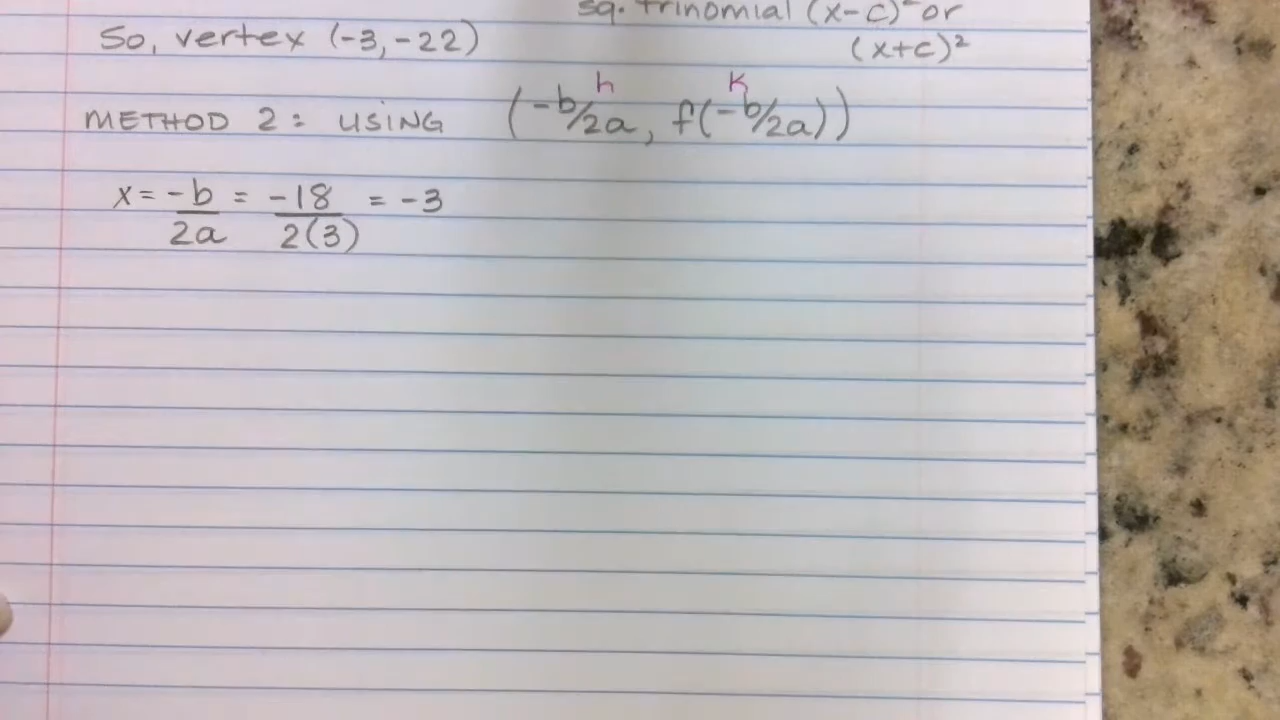 sq. trinomial (x-c)² or
So, vertex (-3,-22)
(x+c)²
h k
METHOD 2: USING (-b/2a, f(-b/2a))
x = -b/2a = -18/2(3) = -3